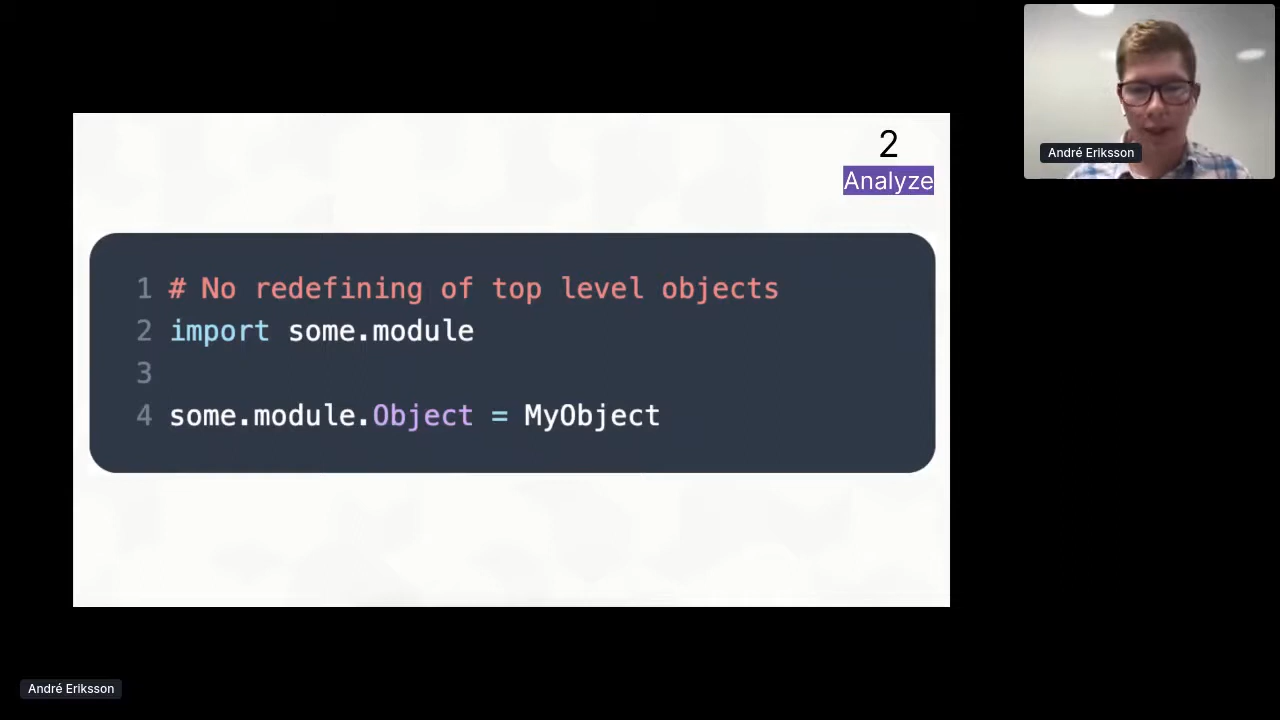 André Eriksson
2
Analyze
1 # No redefining of top level objects
2 import some.module
3
4 some.module.Object = MyObject
André Eriksson